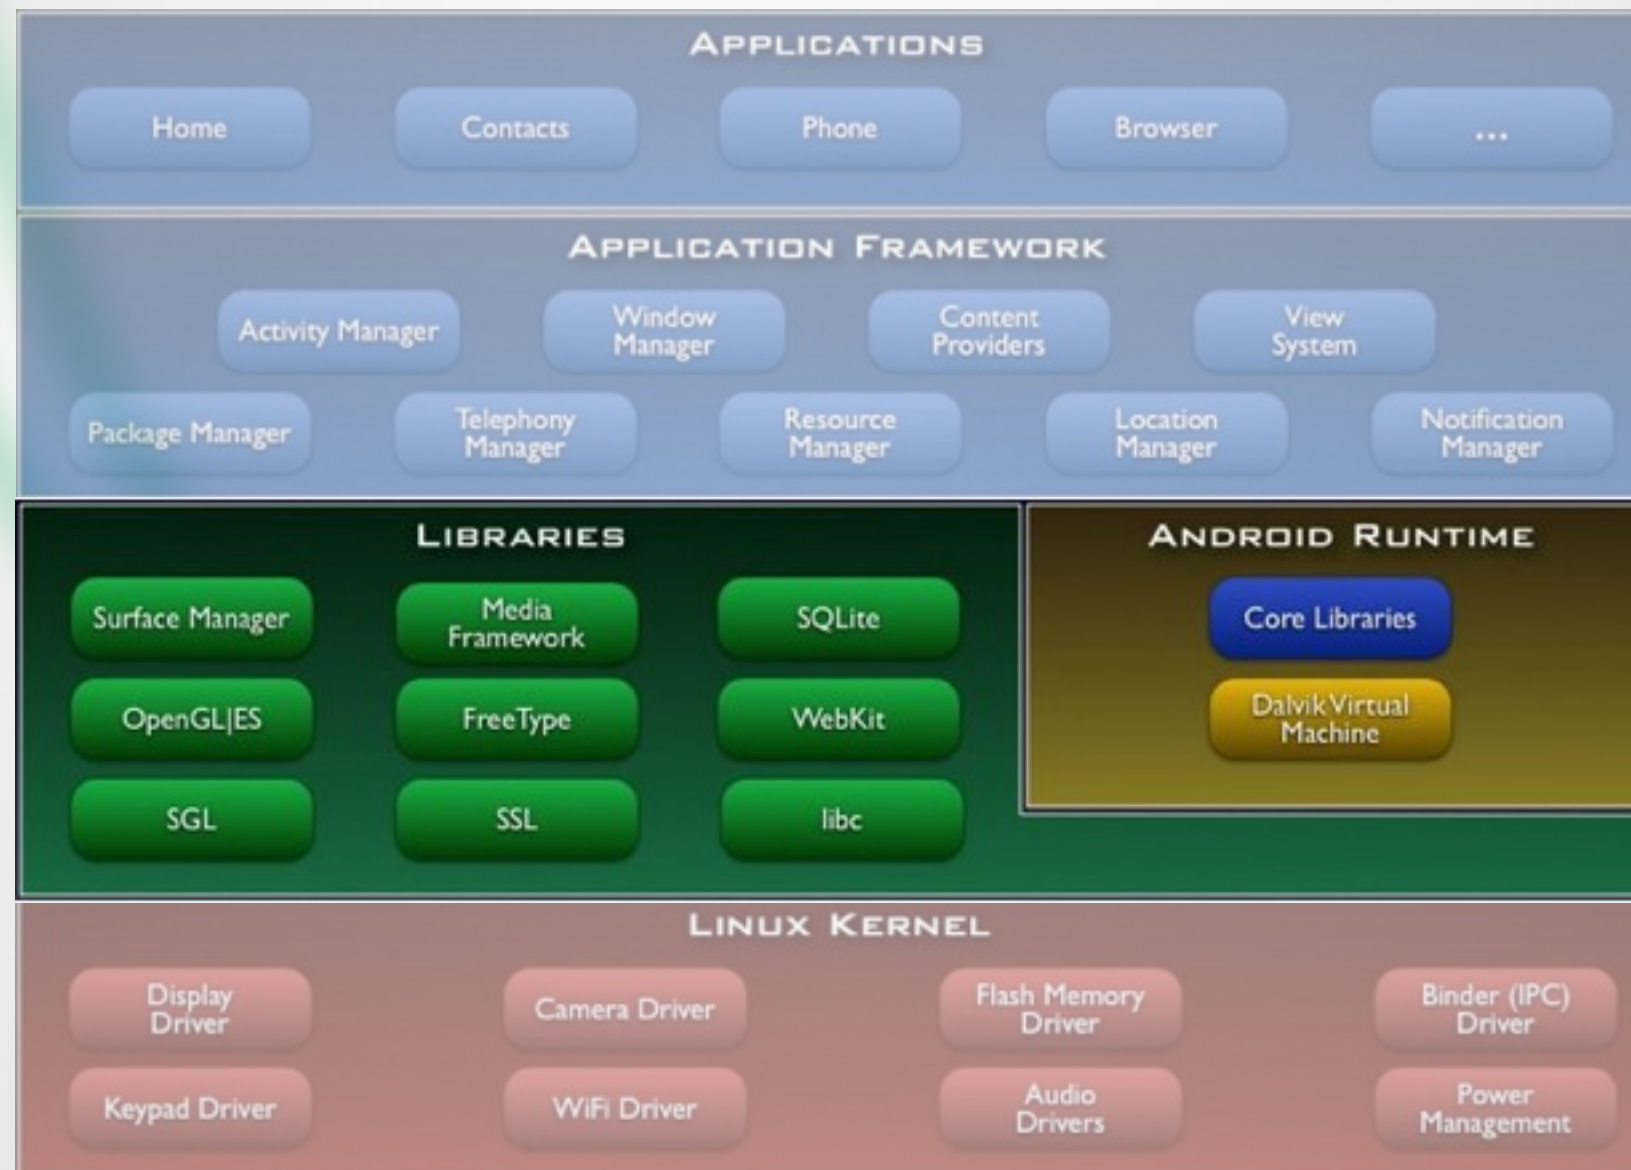 APPLICATIONS
Home
Contacts
Phone
Browser
...
APPLICATION FRAMEWORK
Activity Manager
Window
Manager
Content
Providers
View
System
Package Manager
Telephony
Manager
Resource
Manager
Location
Manager
Notification
Manager
LIBRARIES
Surface Manager
Media
Framework
SQLite
OpenGL|ES
FreeType
WebKit
SGL
SSL
libc
ANDROID RUNTIME
Core Libraries
Dalvik Virtual
Machine
LINUX KERNEL
Display
Driver
Camera Driver
Flash Memory
Driver
Binder (IPC)
Driver
Keypad Driver
WiFi Driver
Audio
Drivers
Power
Management